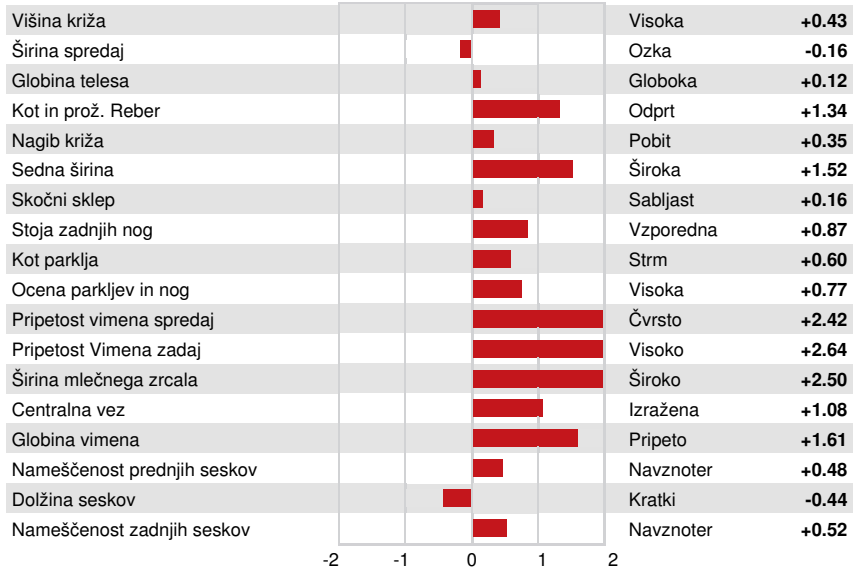 Višina križa Visoka +0.43
Širina spredaj Ozka -0.16
Globina telesa Globoka +0.12
Kot in prož. Reber Odprt +1.34
Nagib križa Pobit +0.35
Sedna širina Široka +1.52
Skočni sklep Sabljast +0.16
Stoja zadnjih nog Vzporedna +0.87
Kot parklja Strm +0.60
Ocena parkljev in nog Visoka +0.77
Pripetost vimena spredaj Čvrsto +2.42
Pripetost Vimena zadaj Visoko +2.64
Širina mlečnega zrcala Široko +2.50
Centralna vez Izražena +1.08
Globina vimena Pripeto +1.61
Nameščenost prednjih seskov Navznoter +0.48
Dolžina seskov Kratki -0.44
Nameščenost zadnjih seskov Navznoter +0.52
-2 -1 0 1 2